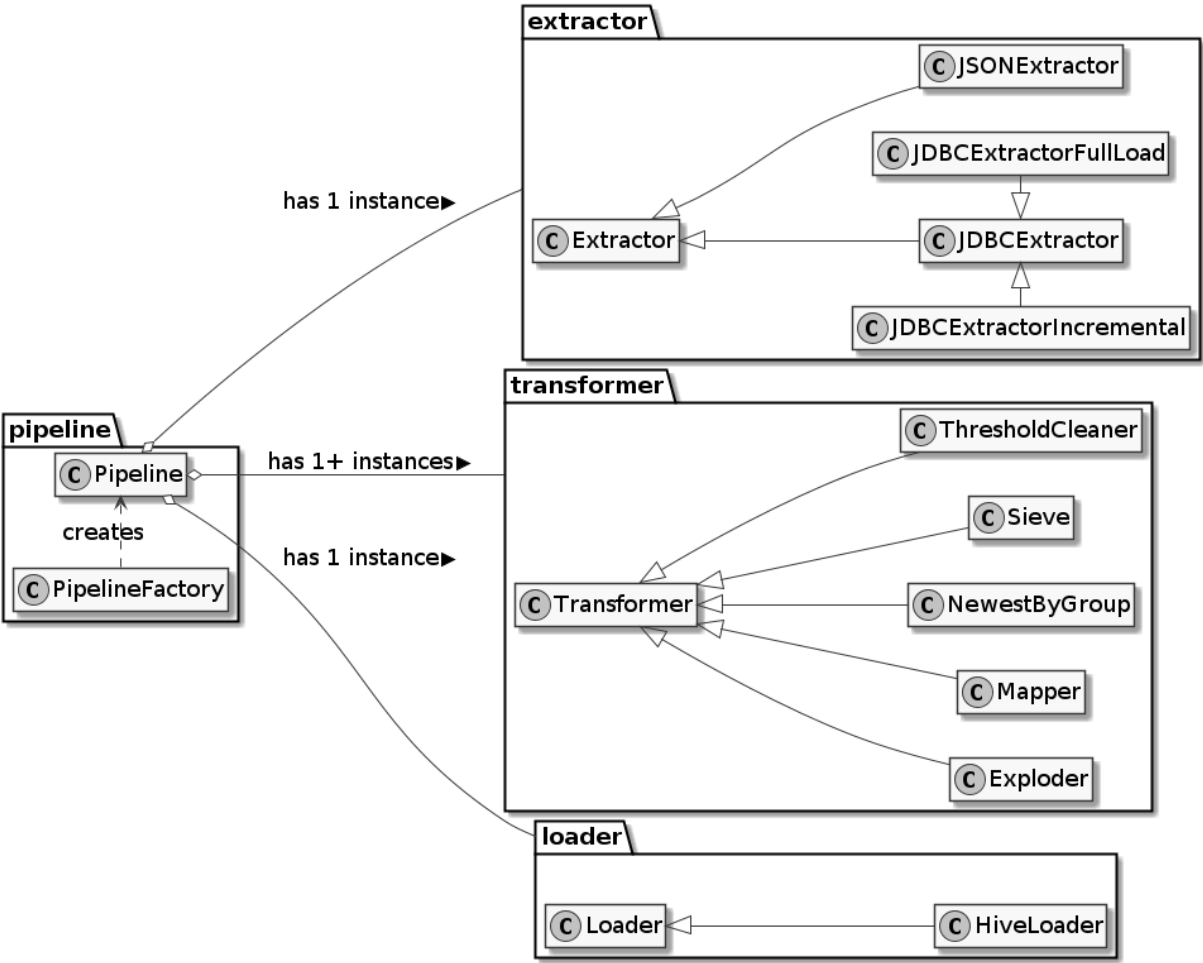 extractor
C JSONExtractor
C JDBCExtractorFullLoad
has 1 instance▶
C Extractor
C JDBCExtractor
C JDBCExtractorIncremental
transformer
pipeline
C ThresholdCleaner
C Pipeline
has 1+ instances▶
C Sieve
creates
has 1 instance▶
C PipelineFactory
C Transformer
C NewestByGroup
C Mapper
C Exploder
loader
C Loader
C HiveLoader